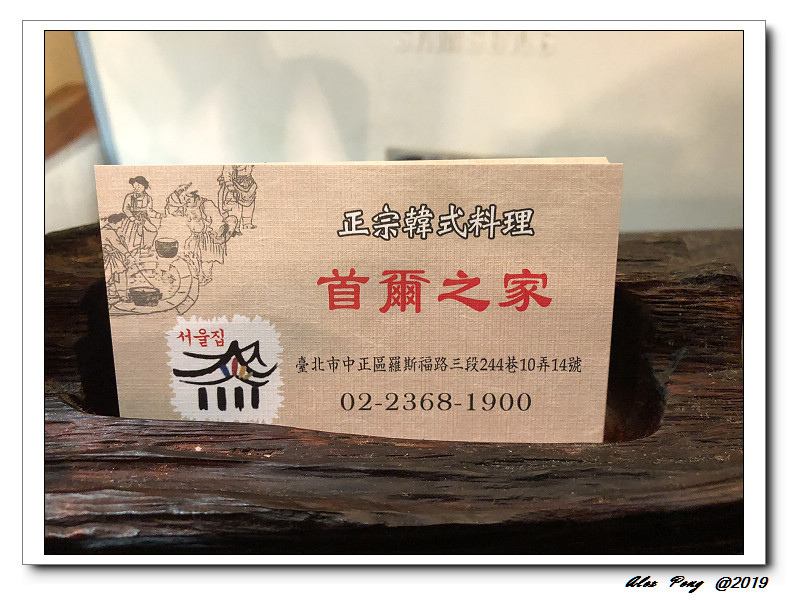 正宗韓式料理
首爾之家
서울집
臺北市中正區羅斯福路三段244巷10弄14號
02-2368-1900
Alex Peng @2019